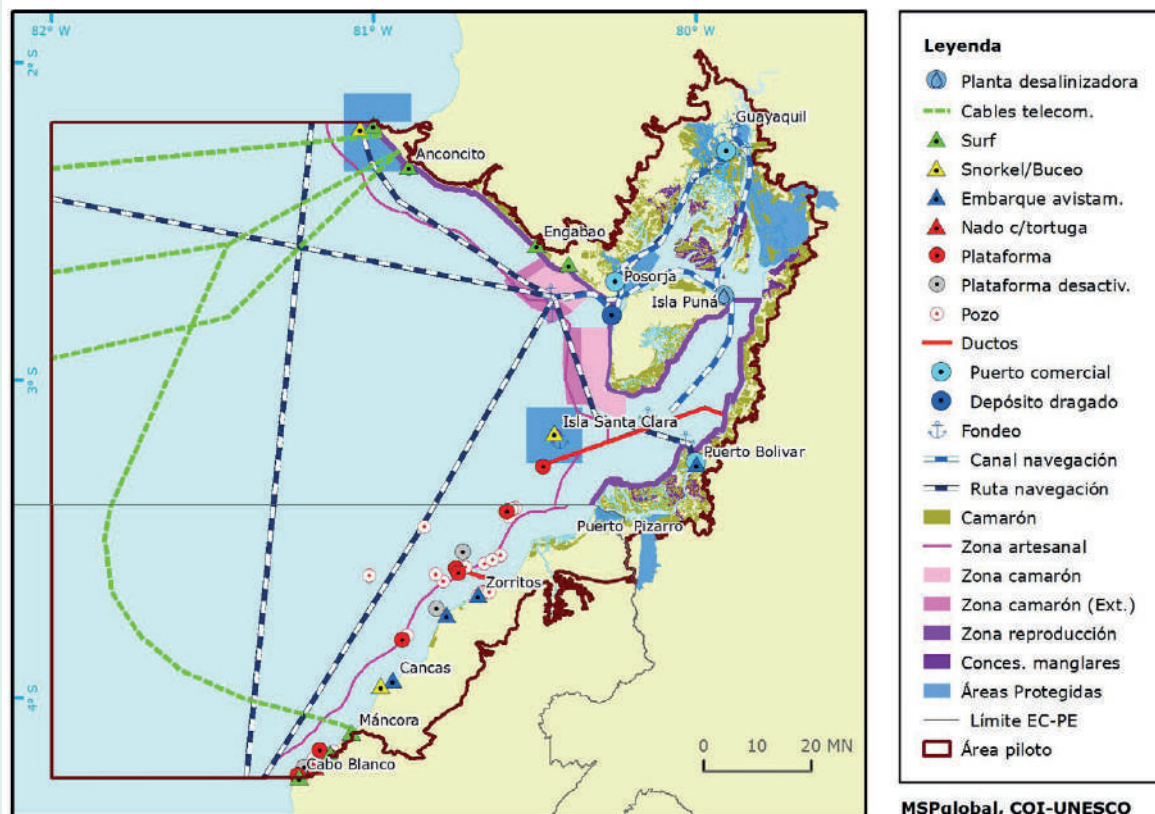 82° W
81° W
80° W
2° S
3° S
4° S
Guayaquil
Anconcito
Engabao
Posorja
Isla Puná
Isla Santa Clara
Puerto Bolivar
Puerto Pizarro
Zorritos
Cancas
Máncora
Cabo Blanco
0 10 20 MN
Leyenda
Planta desalinizadora
Cables telecom.
Surf
Snorkel/Buceo
Embarque avistam.
Nado c/tortuga
Plataforma
Plataforma desactiv.
Pozo
Ductos
Puerto comercial
Depósito dragado
Fondeo
Canal navegación
Ruta navegación
Camarón
Zona artesanal
Zona camarón
Zona camarón (Ext.)
Zona reproducción
Conces. manglares
Áreas Protegidas
Límite EC-PE
Área piloto
MSPglobal, COI-UNESCO